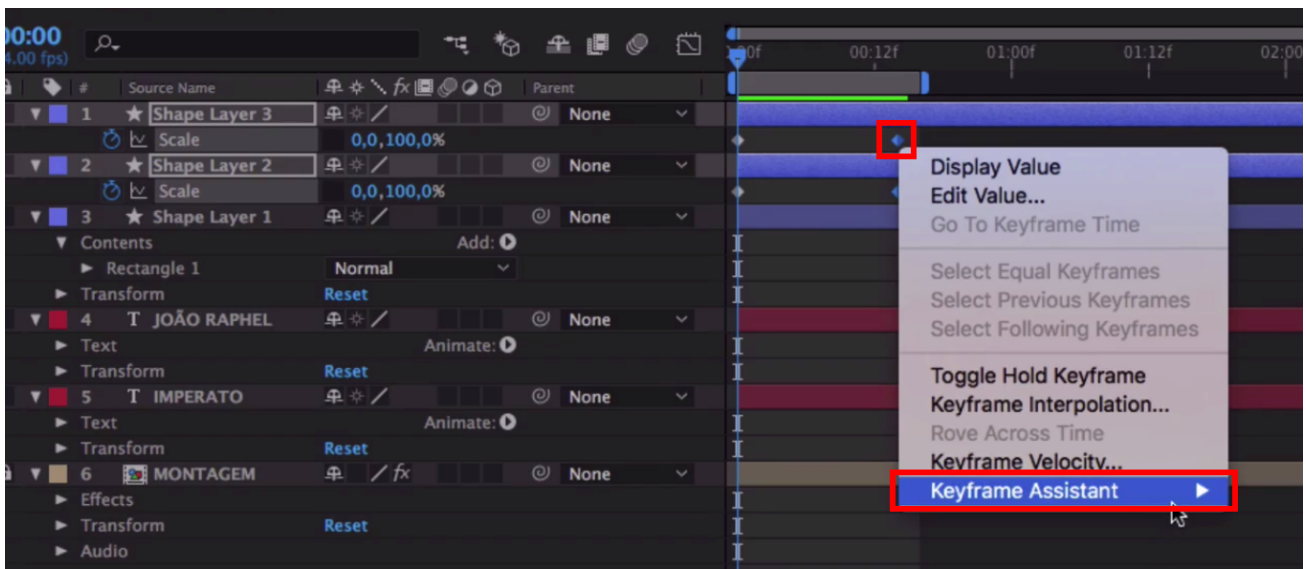 00:00
4.00 fps)
00f 00:12f 01:00f 01:12f 02:00
# Source Name fx Parent
1 Shape Layer 3 None
Scale 0,0,100,0%
2 Shape Layer 2 None
Scale 0,0,100,0%
3 Shape Layer 1 None
Contents Add:
Rectangle 1 Normal
Transform Reset
4 T JOÃO RAPHEL None
Text Animate:
Transform Reset
5 T IMPERATO None
Text Animate:
Transform Reset
6 MONTAGEM fx None
Effects
Transform Reset
Audio
Display Value
Edit Value...
Go To Keyframe Time
Select Equal Keyframes
Select Previous Keyframes
Select Following Keyframes
Toggle Hold Keyframe
Keyframe Interpolation...
Rove Across Time
Keyframe Velocity...
Keyframe Assistant